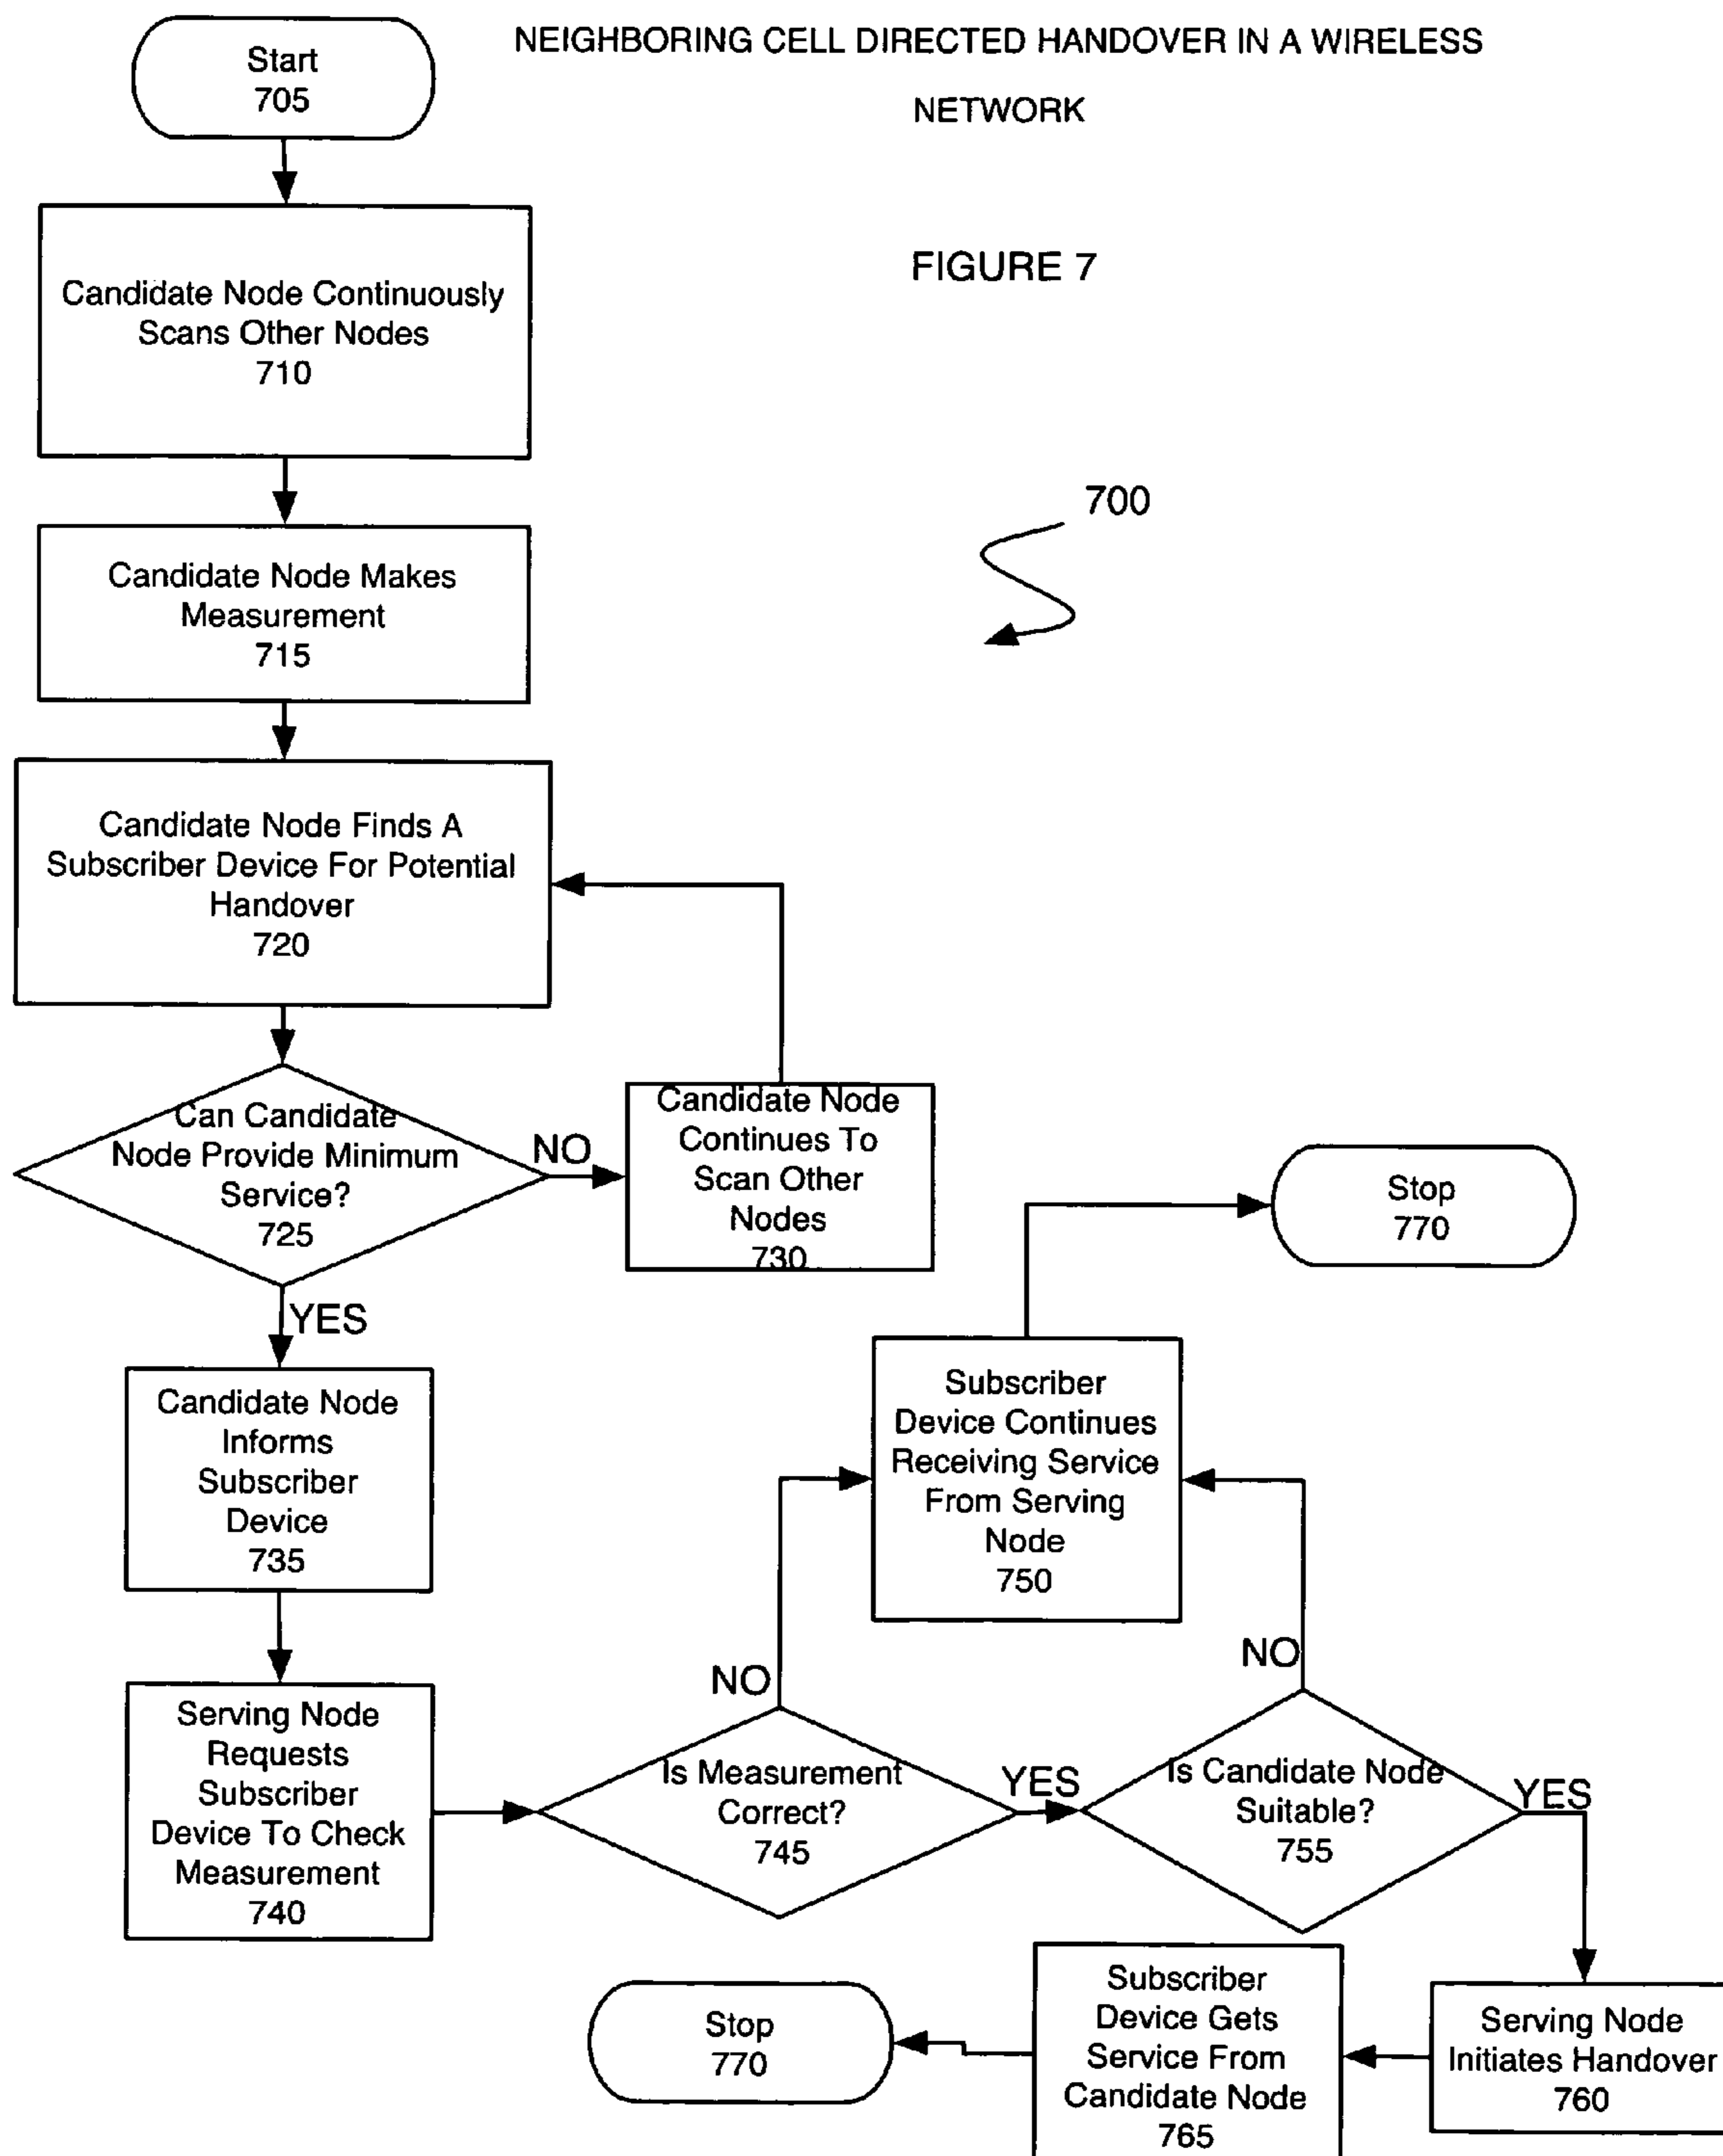 NEIGHBORING CELL DIRECTED HANDOVER IN A WIRELESS
NETWORK
FIGURE 7
700
Start
705
Candidate Node Continuously
Scans Other Nodes
710
Candidate Node Makes
Measurement
715
Candidate Node Finds A
Subscriber Device For Potential
Handover
720
Can Candidate
Node Provide Minimum
Service?
725
NO
Candidate Node
Continues To
Scan Other
Nodes
730
YES
Candidate Node
Informs
Subscriber
Device
735
Serving Node
Requests
Subscriber
Device To Check
Measurement
740
Is Measurement
Correct?
745
NO
Subscriber
Device Continues
Receiving Service
From Serving
Node
750
Stop
770
YES
Is Candidate Node
Suitable?
755
NO
YES
Serving Node
Initiates Handover
760
Subscriber
Device Gets
Service From
Candidate Node
765
Stop
770